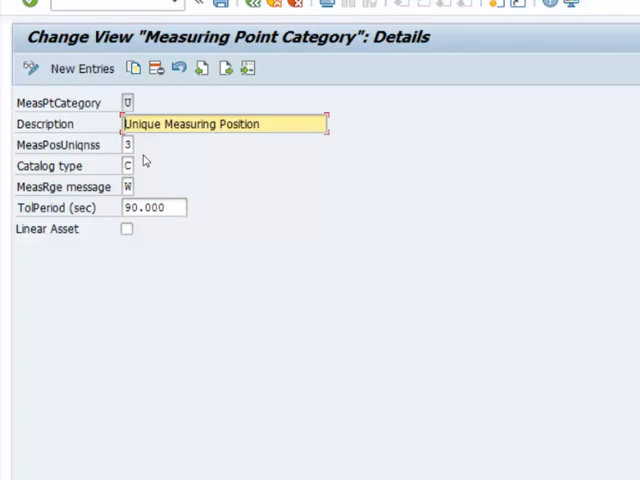 Change View "Measuring Point Category": Details
New Entries
MeasPtCategory U
Description Unique Measuring Position
MeasPosUniqnss 3
Catalog type C
MeasRge message W
TolPeriod (sec) 90.000
Linear Asset